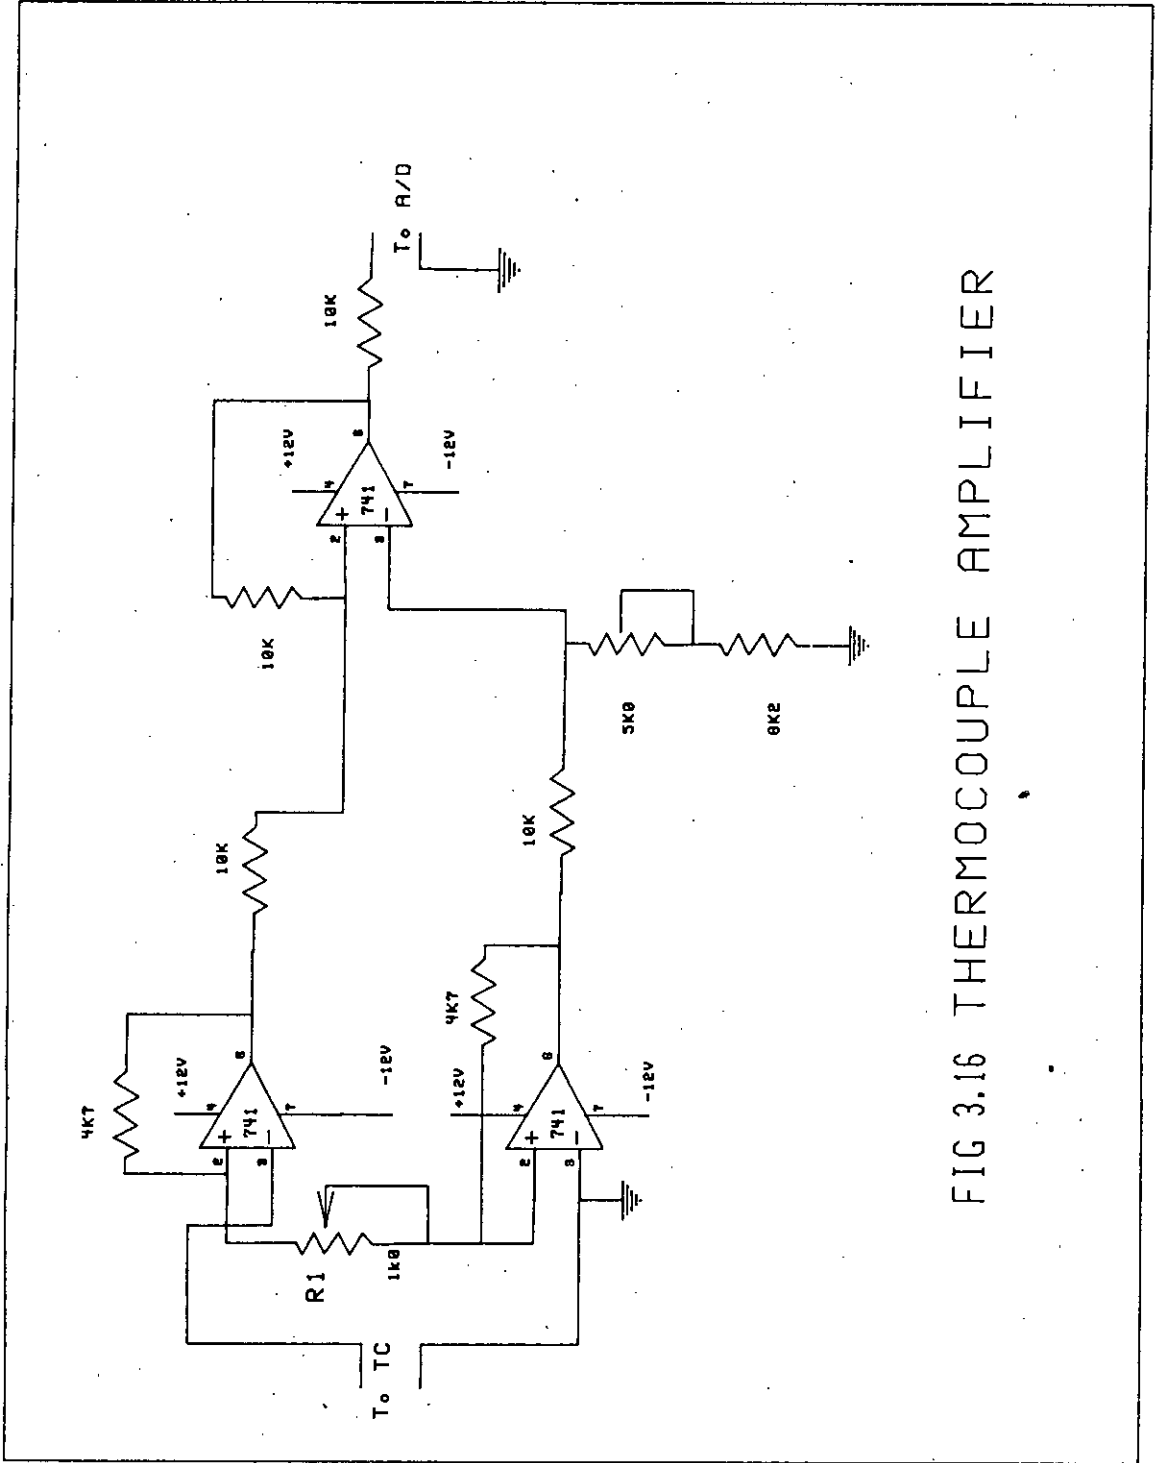 4K7
+12V
2
+
4
741
6
3
−
7
-12V
10K
10K
+12V
2
+
4
741
6
3
−
7
-12V
10K
To A/D
R1
1k0
To TC
4K7
+12V
2
+
4
741
6
3
−
7
-12V
10K
5K0
8K2
FIG 3.16 THERMOCOUPLE AMPLIFIER